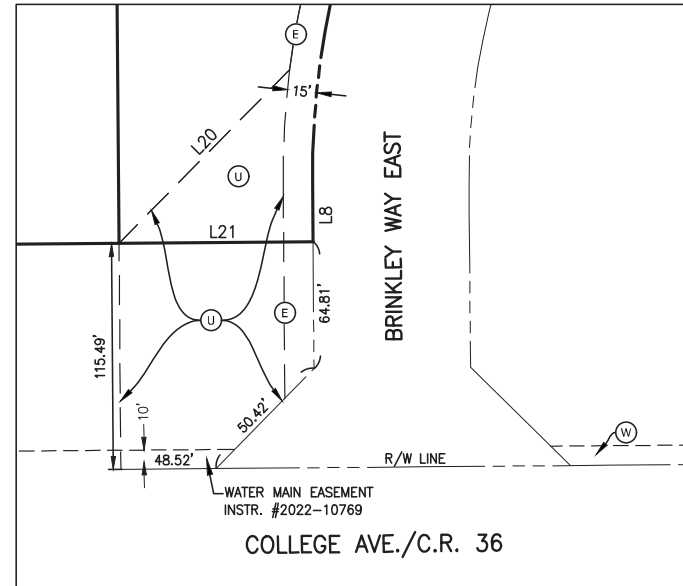 E
15'
L20
U
L8
L21
BRINKLEY WAY EAST
64.81'
U
E
115.49'
10'
50.42'
48.52'
R/W LINE
W
WATER MAIN EASEMENT
INSTR. #2022-10769
COLLEGE AVE./C.R. 36